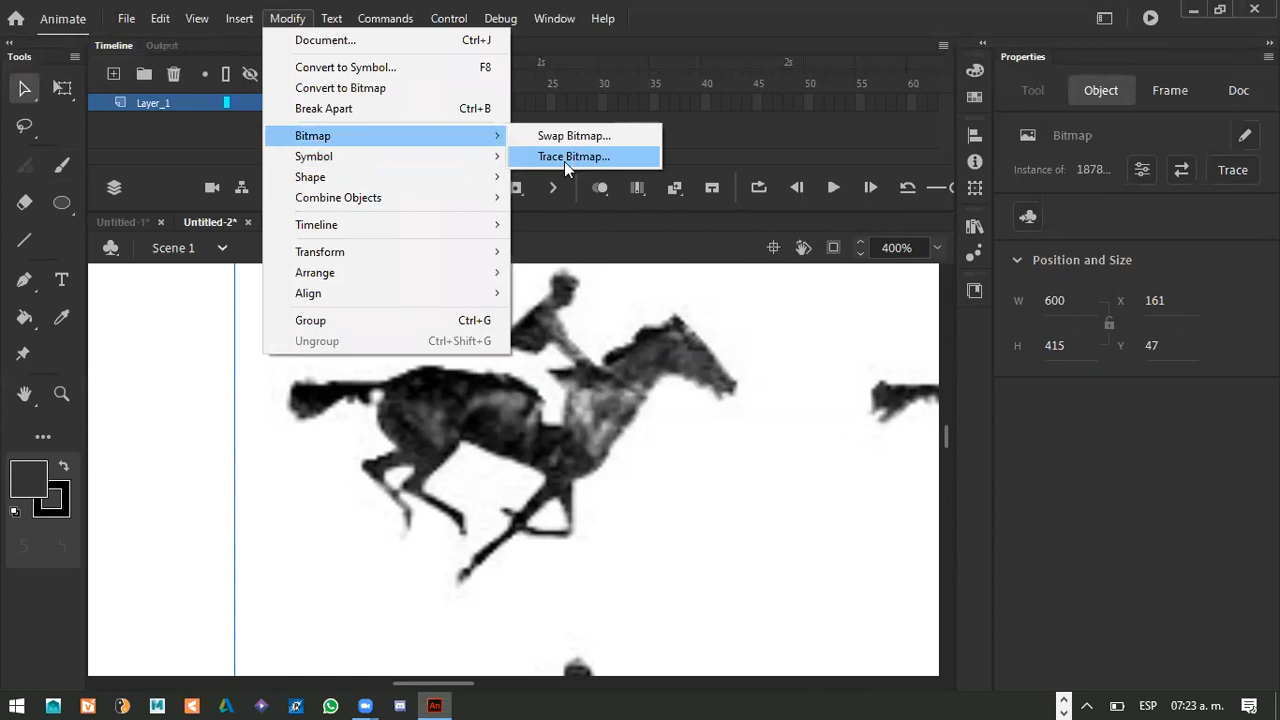 Animate File Edit View Insert Modify Text Commands Control Debug Window Help
Timeline Output
Document... Ctrl+J
Convert to Symbol... F8
Convert to Bitmap
Break Apart Ctrl+B
Bitmap
Symbol
Shape
Combine Objects
Timeline
Transform
Arrange
Align
Group Ctrl+G
Ungroup Ctrl+Shift+G
Swap Bitmap...
Trace Bitmap...
1s 2s
25 30 35 40 45 50 55 60
Layer_1
Untitled-1* Untitled-2*
Scene 1
400%
Tools
Properties
Tool Object Frame Doc
Bitmap
Instance of 1878... Trace
Position and Size
W 600 X 161
H 415 Y 47
An ESP 07:23 a. m.